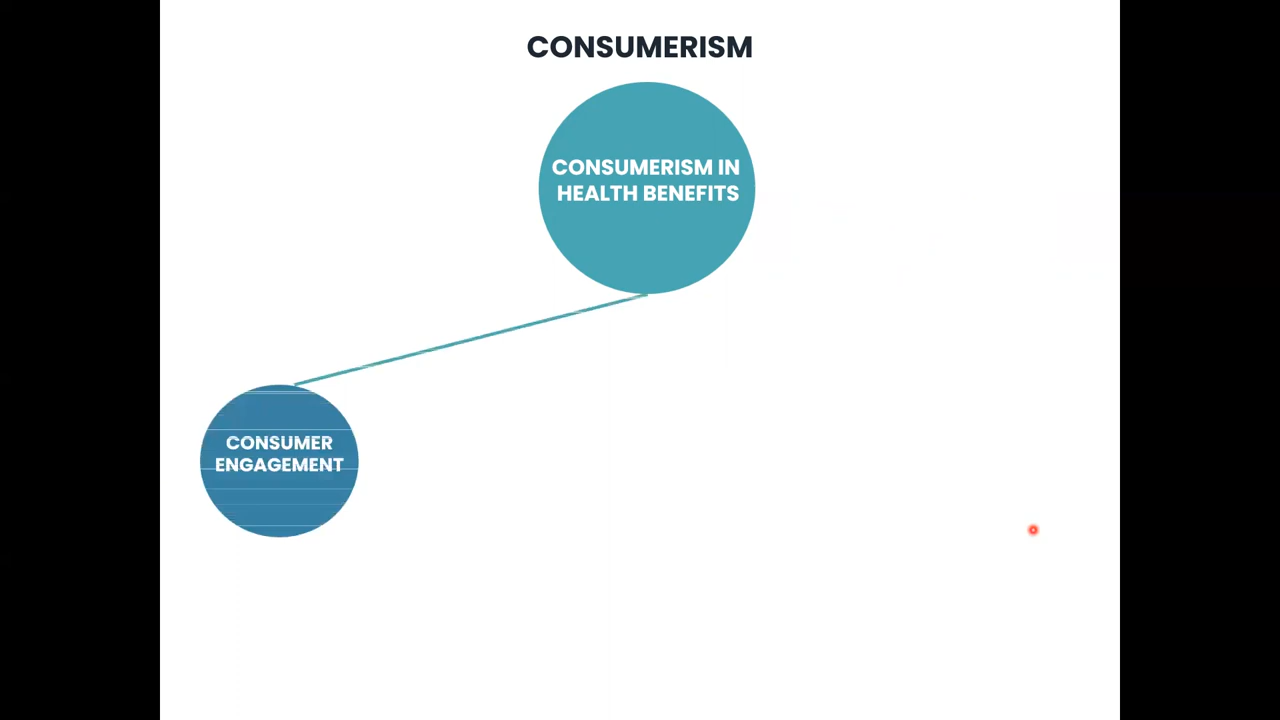 CONSUMERISM
CONSUMERISM IN
HEALTH BENEFITS
CONSUMER
ENGAGEMENT